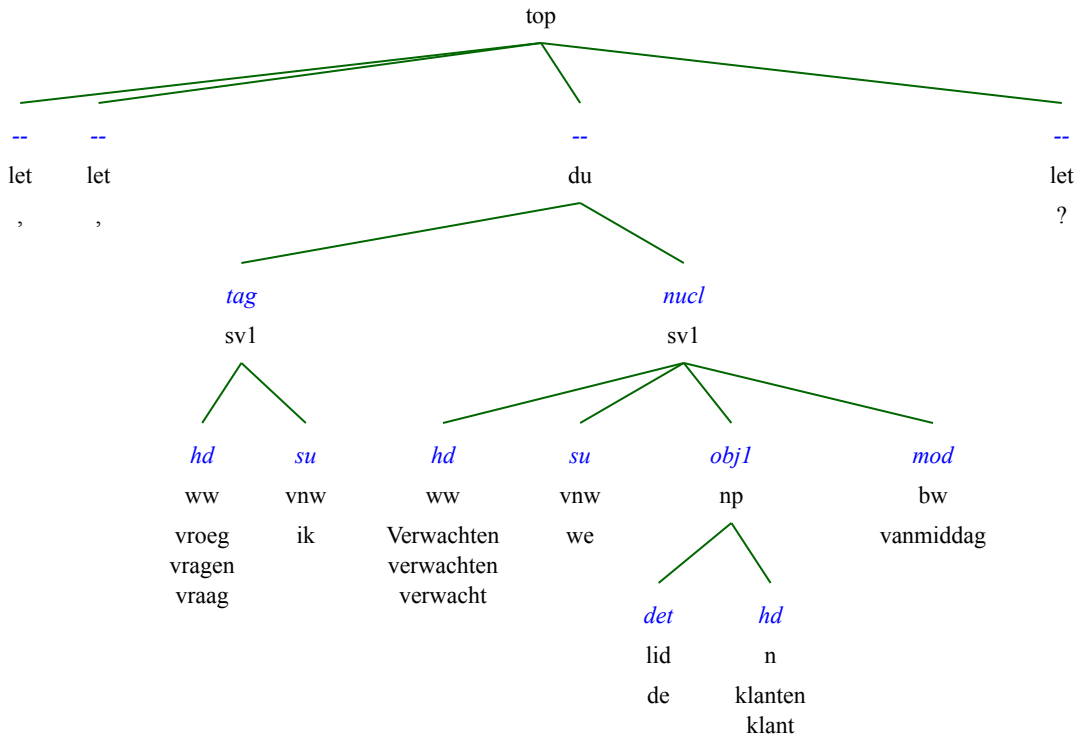 top
-- -- -- --
let let du let
, , ?
tag nucl
sv1 sv1
hd su hd su obj1 mod
ww vnw ww vnw np bw
vroeg ik Verwachten we vanmiddag
vragen verwachten
vraag verwacht
det hd
lid n
de klanten
klant